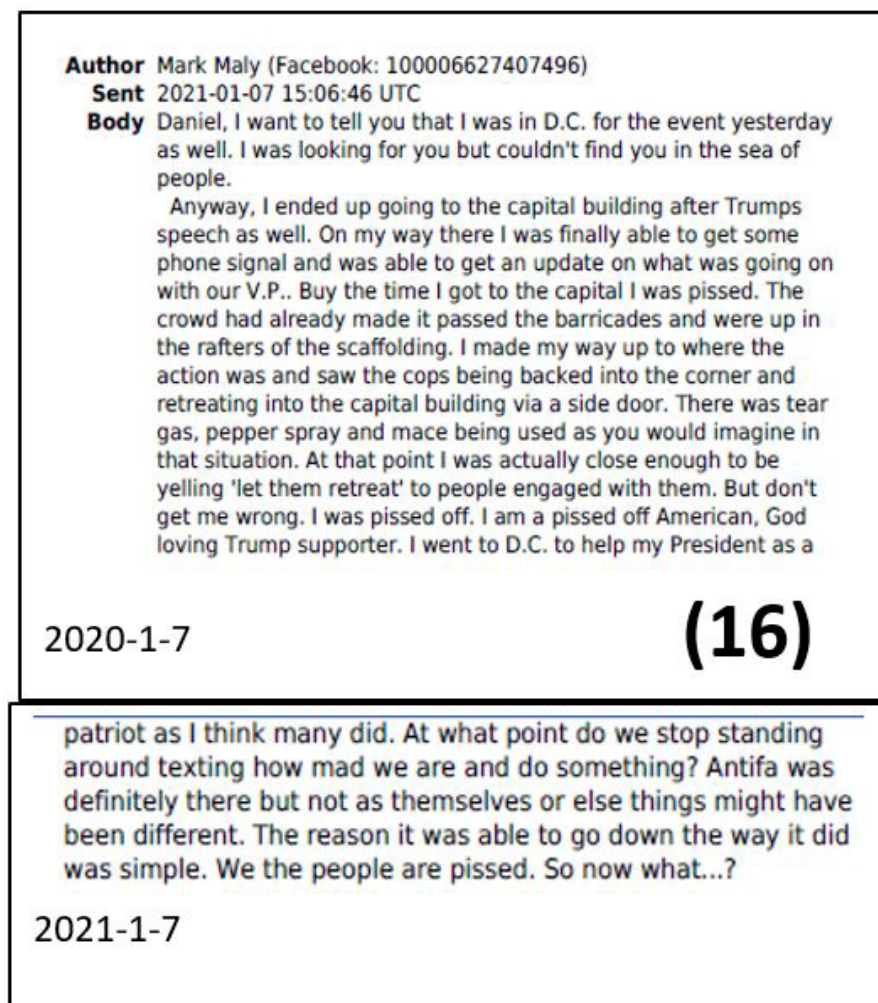 Author Mark Maly (Facebook: 100006627407496)
Sent 2021-01-07 15:06:46 UTC
Body Daniel, I want to tell you that I was in D.C. for the event yesterday
as well. I was looking for you but couldn't find you in the sea of
people.
Anyway, I ended up going to the capital building after Trumps
speech as well. On my way there I was finally able to get some
phone signal and was able to get an update on what was going on
with our V.P.. Buy the time I got to the capital I was pissed. The
crowd had already made it passed the barricades and were up in
the rafters of the scaffolding. I made my way up to where the
action was and saw the cops being backed into the corner and
retreating into the capital building via a side door. There was tear
gas, pepper spray and mace being used as you would imagine in
that situation. At that point I was actually close enough to be
yelling 'let them retreat' to people engaged with them. But don't
get me wrong. I was pissed off. I am a pissed off American, God
loving Trump supporter. I went to D.C. to help my President as a
2020-1-7
(16)
patriot as I think many did. At what point do we stop standing
around texting how mad we are and do something? Antifa was
definitely there but not as themselves or else things might have
been different. The reason it was able to go down the way it did
was simple. We the people are pissed. So now what...?
2021-1-7